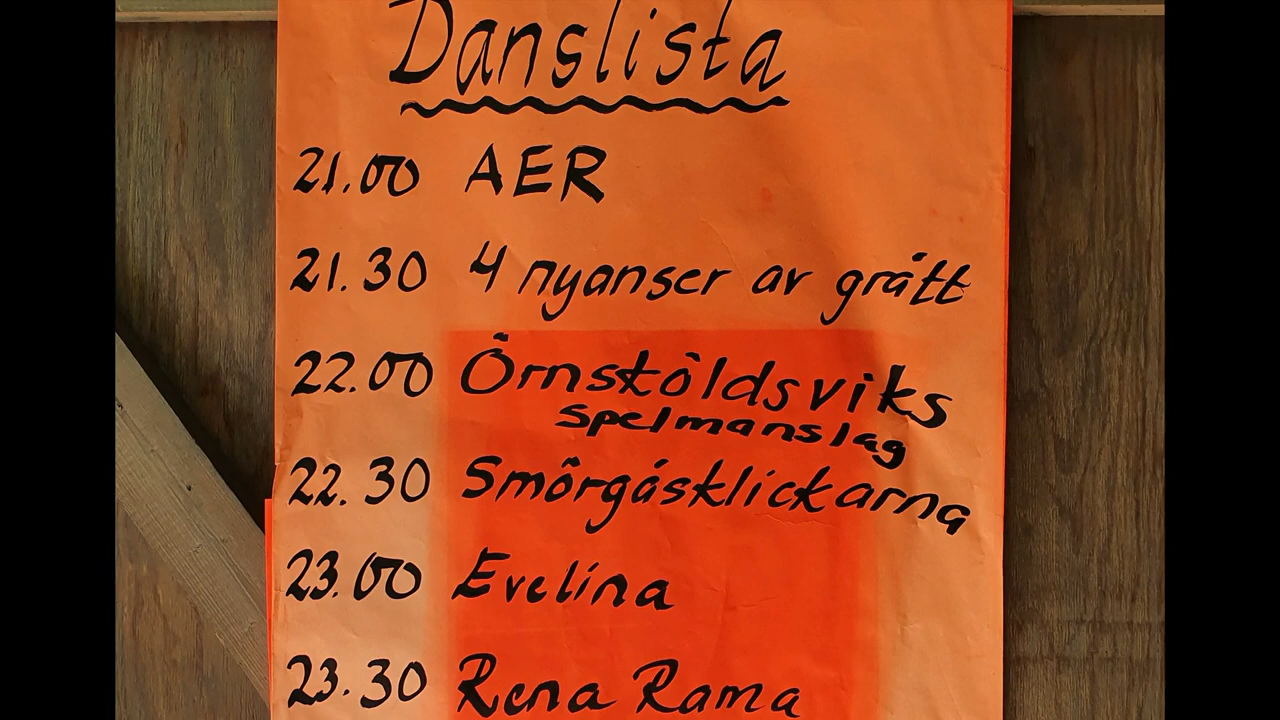 Danslista
21.00 AER
21.30 4 nyanser av grått
22.00 Örnsköldsviks
spelmanslag
22.30 Smörgåsklickarna
23.00 Evelina
23.30 Rena Rama